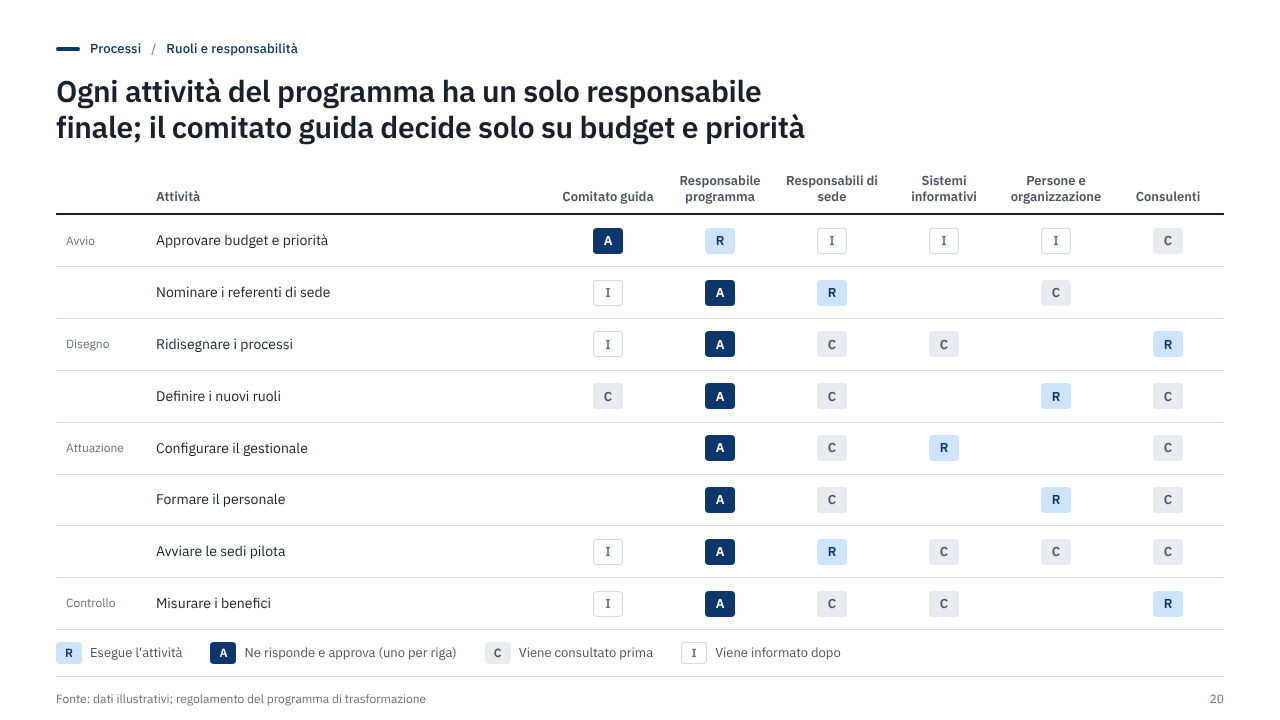 Processi / Ruoli e responsabilità
Ogni attività del programma ha un solo responsabile
finale; il comitato guida decide solo su budget e priorità
Attività Comitato guida Responsabile programma Responsabili di sede Sistemi informativi Persone e organizzazione Consulenti
Avvio Approvare budget e priorità A R I I I C
Nominare i referenti di sede I A R C
Disegno Ridisegnare i processi I A C C R
Definire i nuovi ruoli C A C R C
Attuazione Configurare il gestionale A C R C
Formare il personale A C R C
Avviare le sedi pilota I A R C C C
Controllo Misurare i benefici I A C C R
R Esegue l'attività A Ne risponde e approva (uno per riga) C Viene consultato prima I Viene informato dopo
Fonte: dati illustrativi; regolamento del programma di trasformazione 20